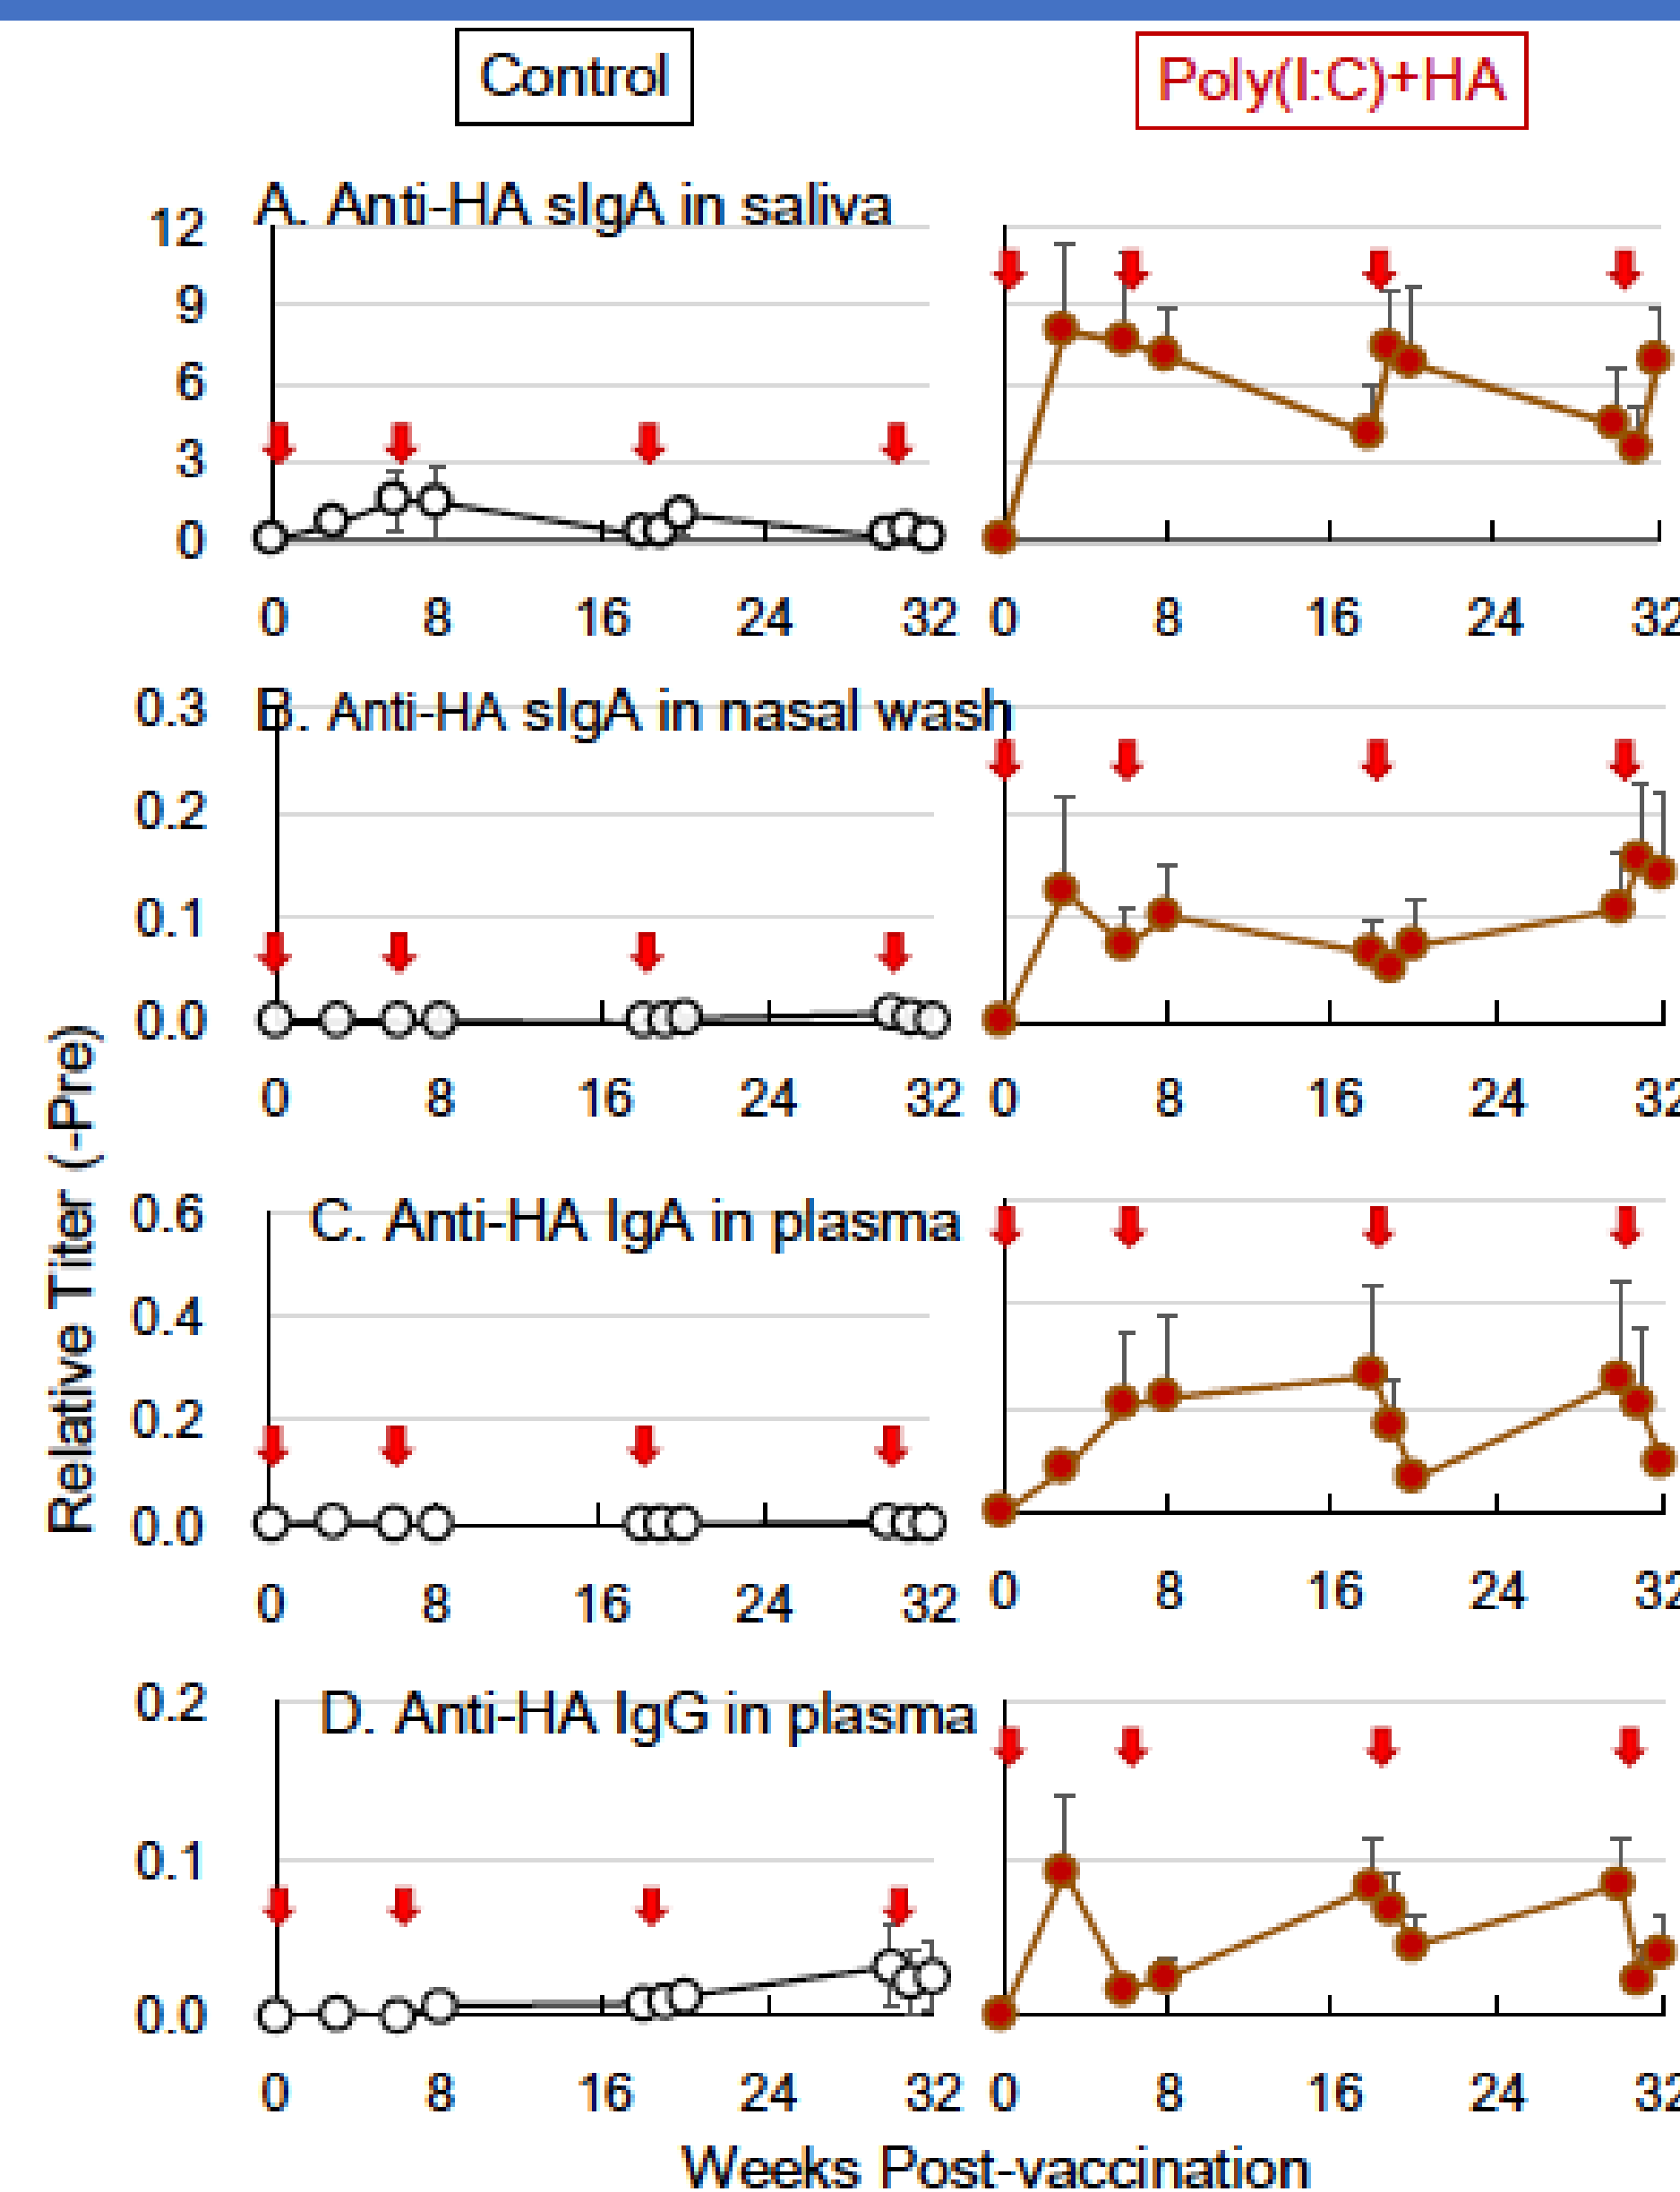 Control
Poly(I:C)+HA
A. Anti-HA sIgA in saliva
12
9
6
3
0
0 8 16 24 32 0 8 16 24 32
B. Anti-HA sIgA in nasal wash
0.3
0.2
0.1
0.0
0 8 16 24 32 0 8 16 24 32
C. Anti-HA IgA in plasma
0.6
0.4
0.2
0.0
0 8 16 24 32 0 8 16 24 32
D. Anti-HA IgG in plasma
0.2
0.1
0.0
0 8 16 24 32 0 8 16 24 32
Relative Titer (-Pre)
Weeks Post-vaccination